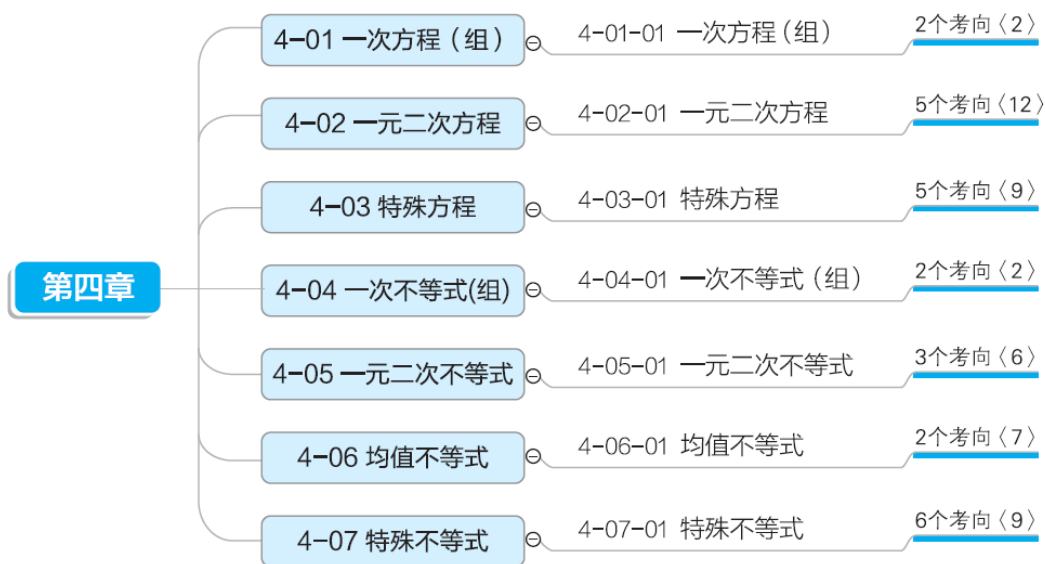 第四章
4-01 一次方程（组）
4-01-01 一次方程（组）
2个考向〈2〉
4-02 一元二次方程
4-02-01 一元二次方程
5个考向〈12〉
4-03 特殊方程
4-03-01 特殊方程
5个考向〈9〉
4-04 一次不等式(组)
4-04-01 一次不等式（组）
2个考向〈2〉
4-05 一元二次不等式
4-05-01 一元二次不等式
3个考向〈6〉
4-06 均值不等式
4-06-01 均值不等式
2个考向〈7〉
4-07 特殊不等式
4-07-01 特殊不等式
6个考向〈9〉